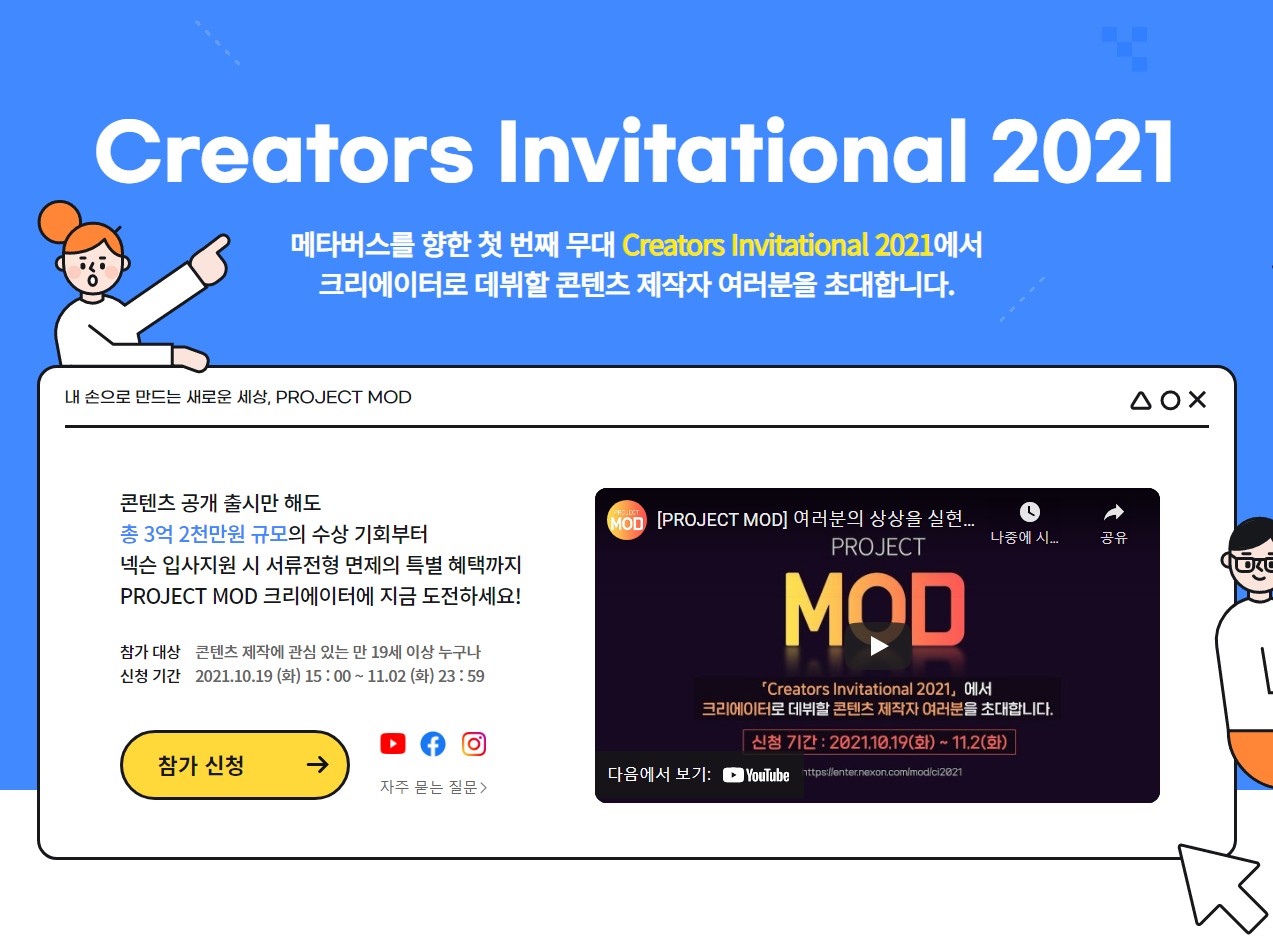 Creators Invitational 2021
메타버스를 향한 첫 번째 무대 Creators Invitational 2021에서
크리에이터로 데뷔할 콘텐츠 제작자 여러분을 초대합니다.
내 손으로 만드는 새로운 세상, PROJECT MOD
콘텐츠 공개 출시만 해도
총 3억 2천만원 규모의 수상 기회부터
넥슨 입사지원 시 서류전형 면제의 특별 혜택까지
PROJECT MOD 크리에이터에 지금 도전하세요!
참가 대상 콘텐츠 제작에 관심 있는 만 19세 이상 누구나
신청 기간 2021.10.19 (화) 15 : 00 ~ 11.02 (화) 23 : 59
참가 신청
자주 묻는 질문
PROJECT
MOD
[PROJECT MOD] 여러분의 상상을 실현...
나중에 시...
공유
PROJECT
MOD
「Creators Invitational 2021」 에서
크리에이터로 데뷔할 콘텐츠 제작자 여러분을 초대합니다.
신청 기간 : 2021.10.19(화) ~ 11.2(화)
다음에서 보기: YouTube
https://enter.nexon.com/mod/ci2021